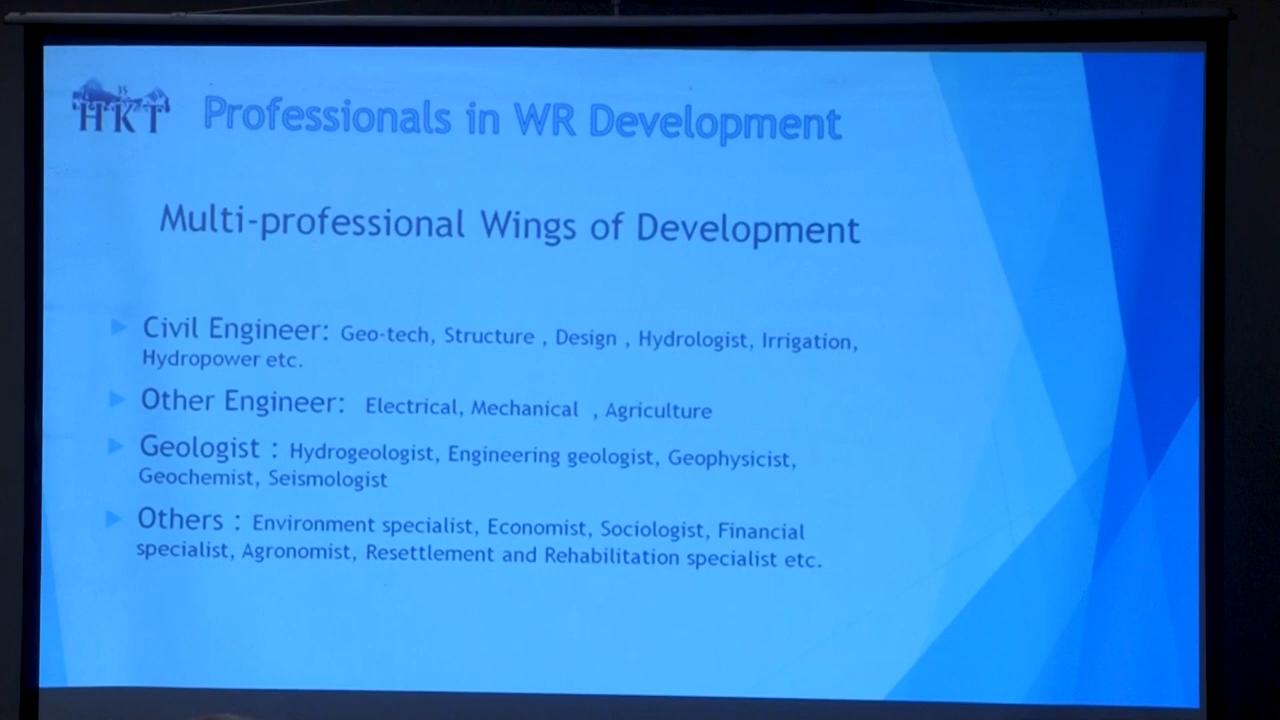 35
HKT
Professionals in WR Development
Multi-professional Wings of Development
Civil Engineer: Geo-tech, Structure , Design , Hydrologist, Irrigation,
Hydropower etc.
Other Engineer: Electrical, Mechanical , Agriculture
Geologist : Hydrogeologist, Engineering geologist, Geophysicist,
Geochemist, Seismologist
Others : Environment specialist, Economist, Sociologist, Financial
specialist, Agronomist, Resettlement and Rehabilitation specialist etc.